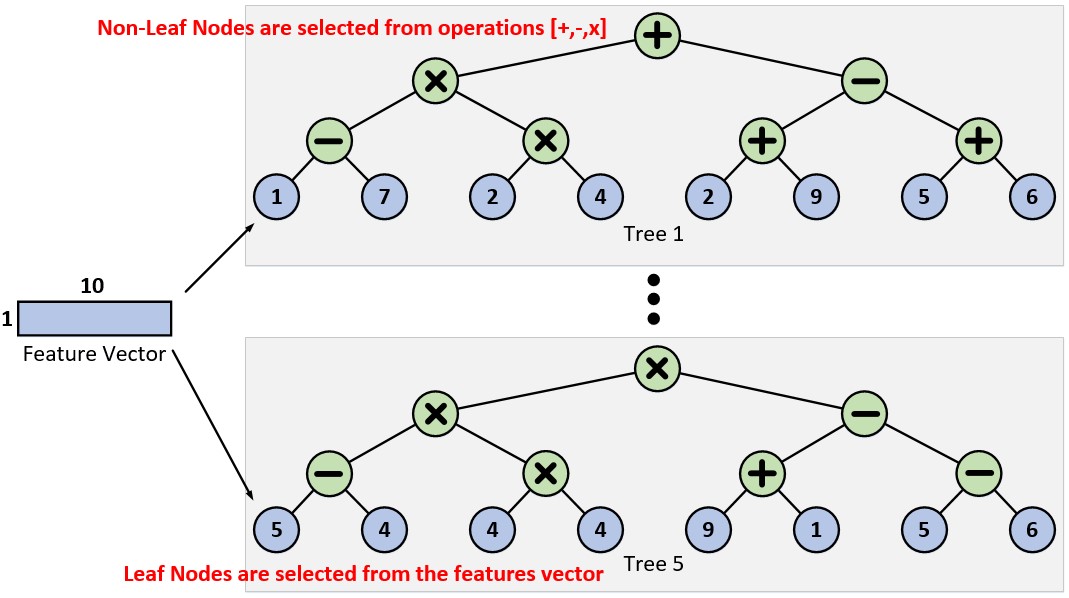 Non-Leaf Nodes are selected from operations [+,-,x]
+
× −
− × + +
1 7 2 4 2 9 5 6
Tree 1
10
1
Feature Vector
×
× −
− × + −
5 4 4 4 9 1 5 6
Tree 5
Leaf Nodes are selected from the features vector